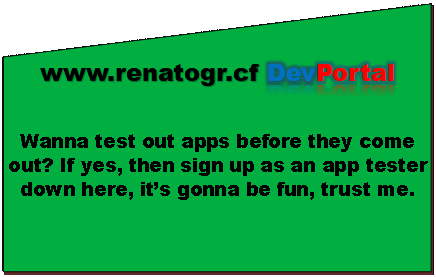 www.renatogr.cf DevPortal
Wanna test out apps before they come
out? If yes, then sign up as an app tester
down here, it’s gonna be fun, trust me.